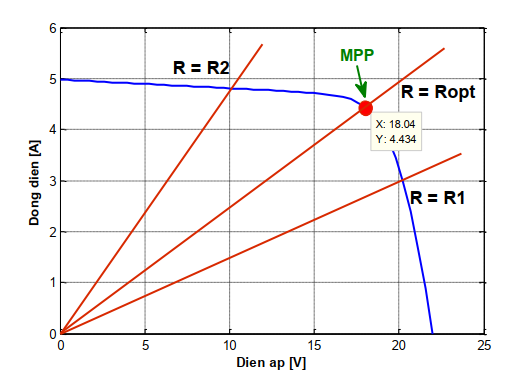 6
5
4
3
2
1
0
0
5
10
15
20
25
Dong dien [A]
Dien ap [V]
R = R2
MPP
R = Ropt
X: 18.04
Y: 4.434
R = R1